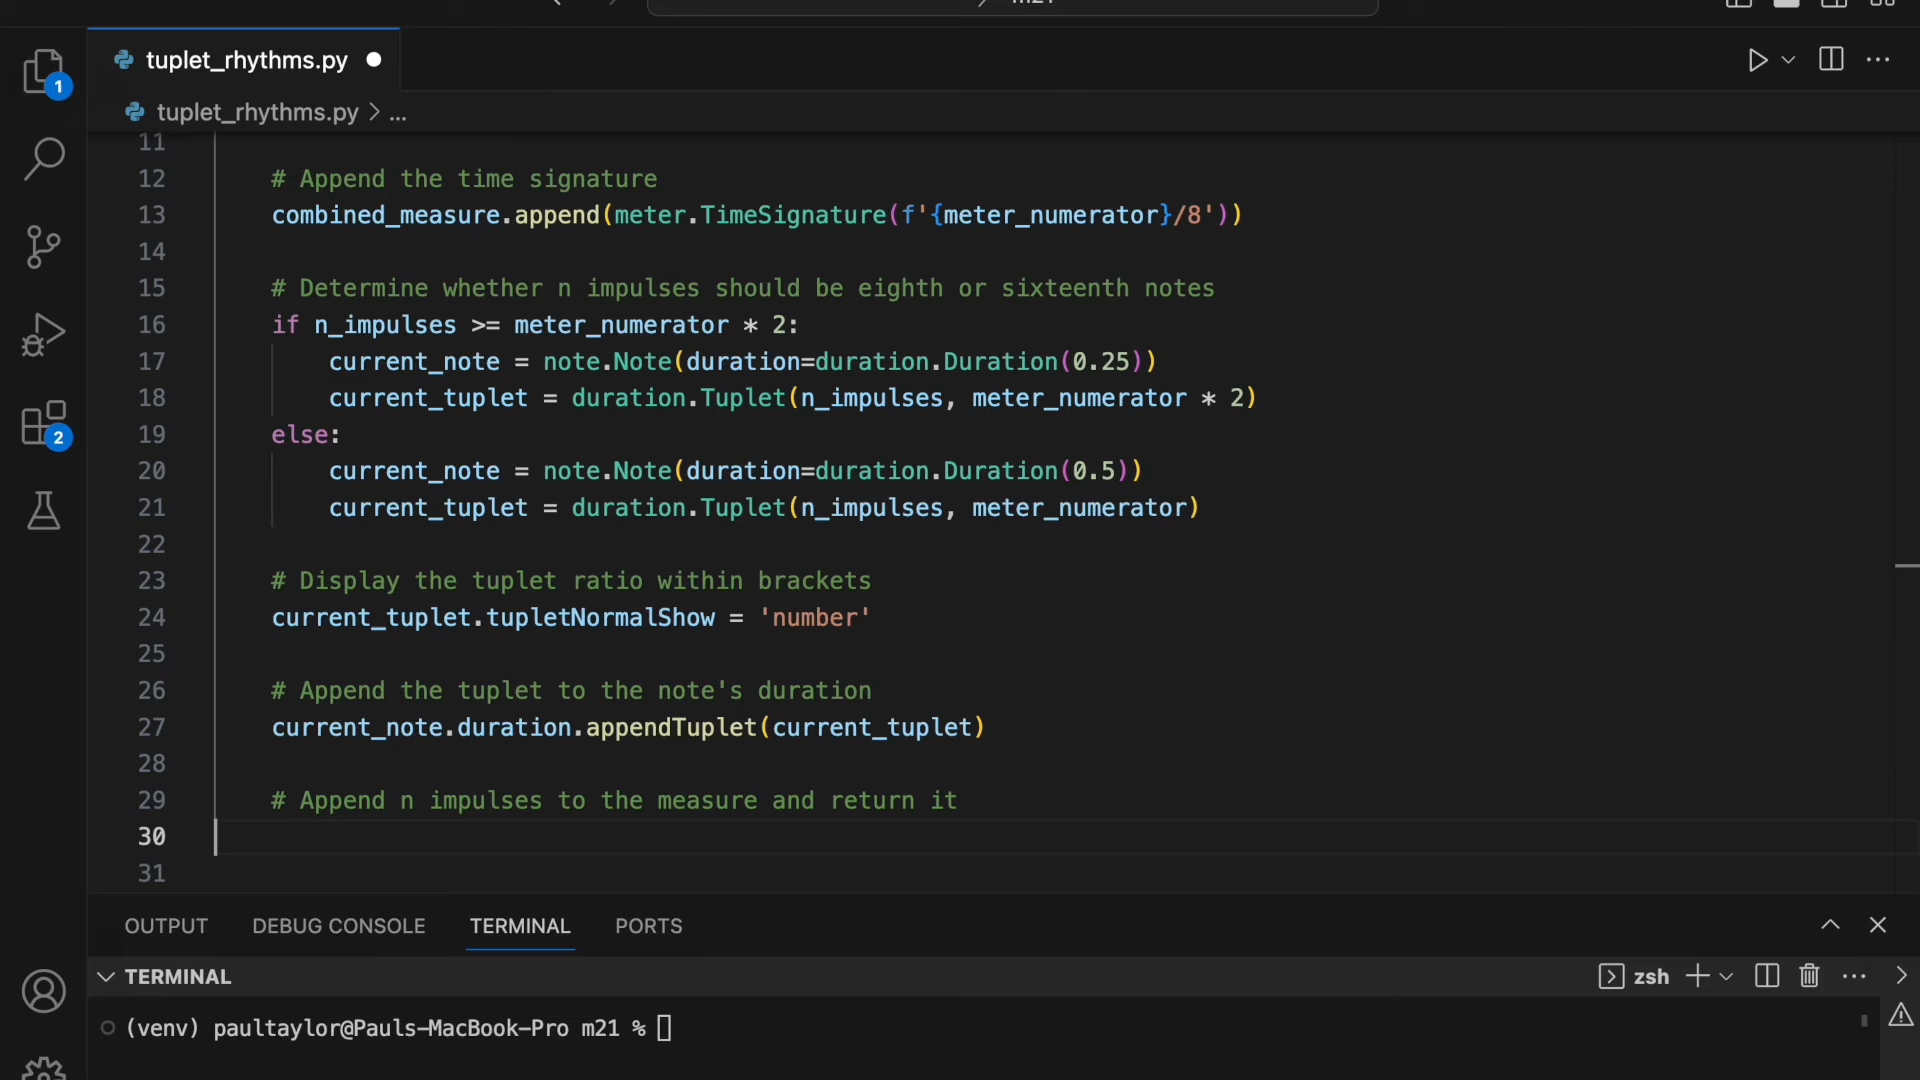 tuplet_rhythms.py
1
tuplet_rhythms.py > ...
11
12 # Append the time signature
13 combined_measure.append(meter.TimeSignature(f'{meter_numerator}/8'))
14
15 # Determine whether n impulses should be eighth or sixteenth notes
16 if n_impulses >= meter_numerator * 2:
17 current_note = note.Note(duration=duration.Duration(0.25))
18 current_tuplet = duration.Tuplet(n_impulses, meter_numerator * 2)
19 else:
2
20 current_note = note.Note(duration=duration.Duration(0.5))
21 current_tuplet = duration.Tuplet(n_impulses, meter_numerator)
22
23 # Display the tuplet ratio within brackets
24 current_tuplet.tupletNormalShow = 'number'
25
26 # Append the tuplet to the note's duration
27 current_note.duration.appendTuplet(current_tuplet)
28
29 # Append n impulses to the measure and return it
30
31
OUTPUT DEBUG CONSOLE TERMINAL PORTS
TERMINAL zsh
(venv) paultaylor@Pauls-MacBook-Pro m21 %